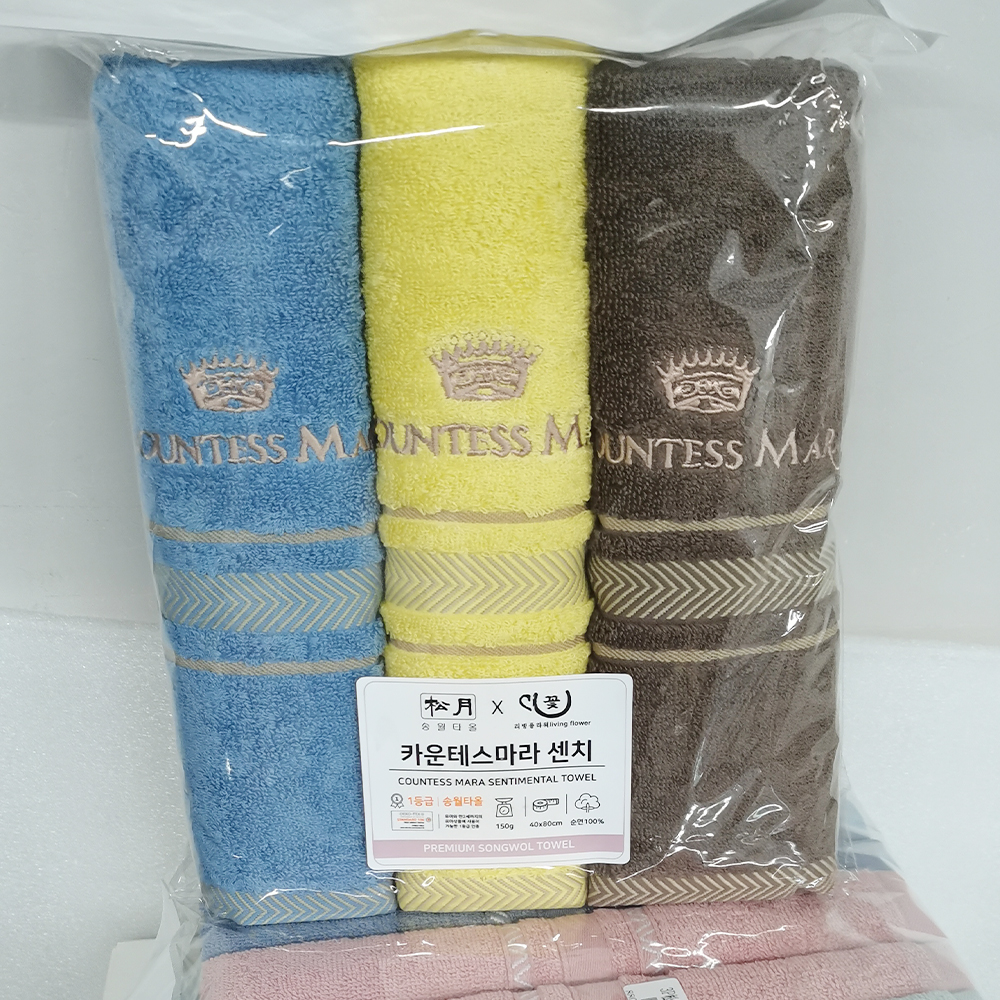 COUNTESS MA
OUNTESS M
OUNTESS MAR
松月 X 꽃
송월타올 리빙플라워living flower
카운테스마라 센치
COUNTESS MARA SENTIMENTAL TOWEL
1등급 송월타올
150g 40x80cm 순면100%
PREMIUM SONGWOL TOWEL